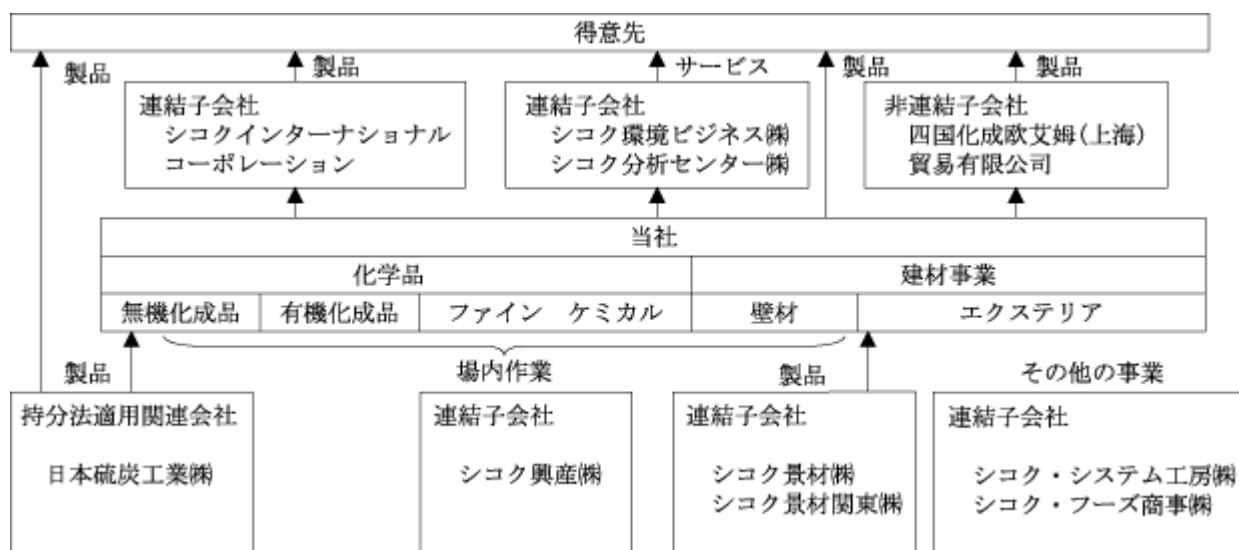 得意先
製品
製品
サービス
製品
製品
連結子会社
シコクインターナショナル
コーポレーション
連結子会社
シコク環境ビジネス㈱
シコク分析センター㈱
非連結子会社
四国化成欧艾姆(上海)
貿易有限公司
当社
化学品
建材事業
無機化成品
有機化成品
ファイン ケミカル
壁材
エクステリア
製品
場内作業
製品
その他の事業
持分法適用関連会社
日本硫炭工業㈱
連結子会社
シコク興産㈱
連結子会社
シコク景材㈱
シコク景材関東㈱
連結子会社
シコク・システム工房㈱
シコク・フーズ商事㈱